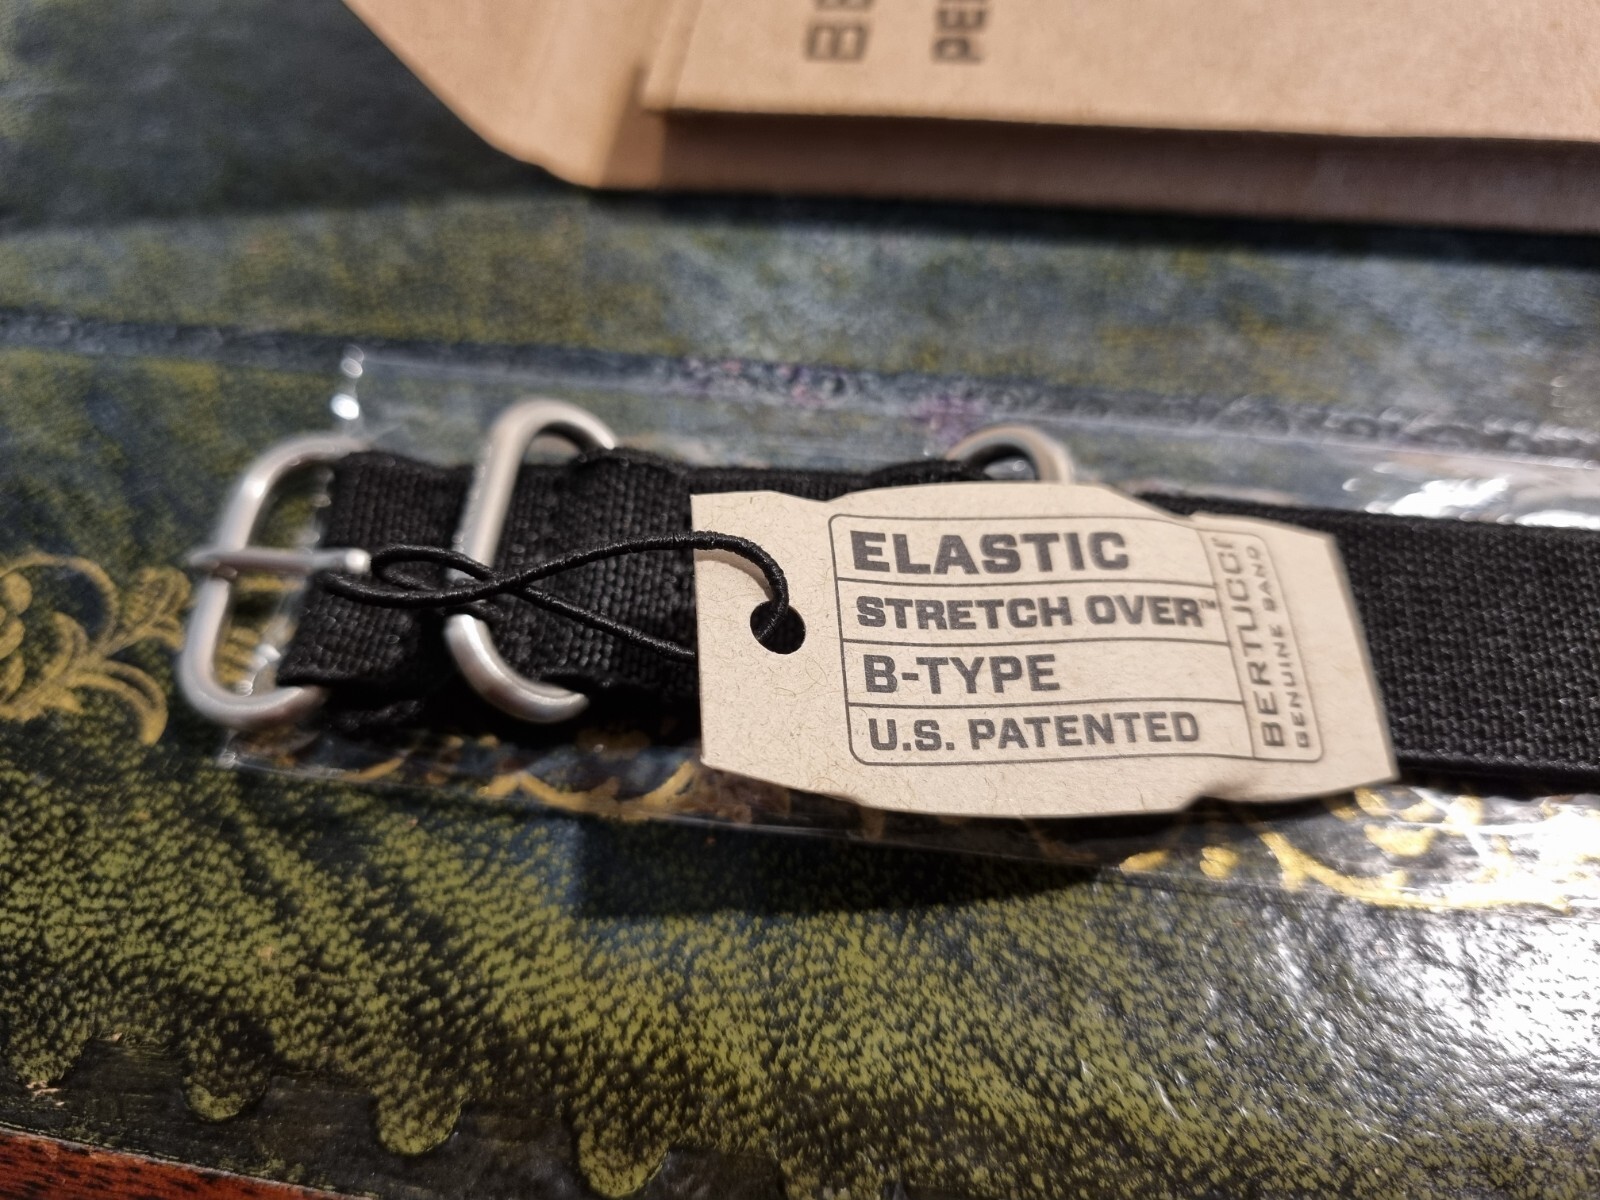 ELASTIC
STRETCH OVER™
B-TYPE
U.S. PATENTED
BERTUCCI
GENUINE BAND